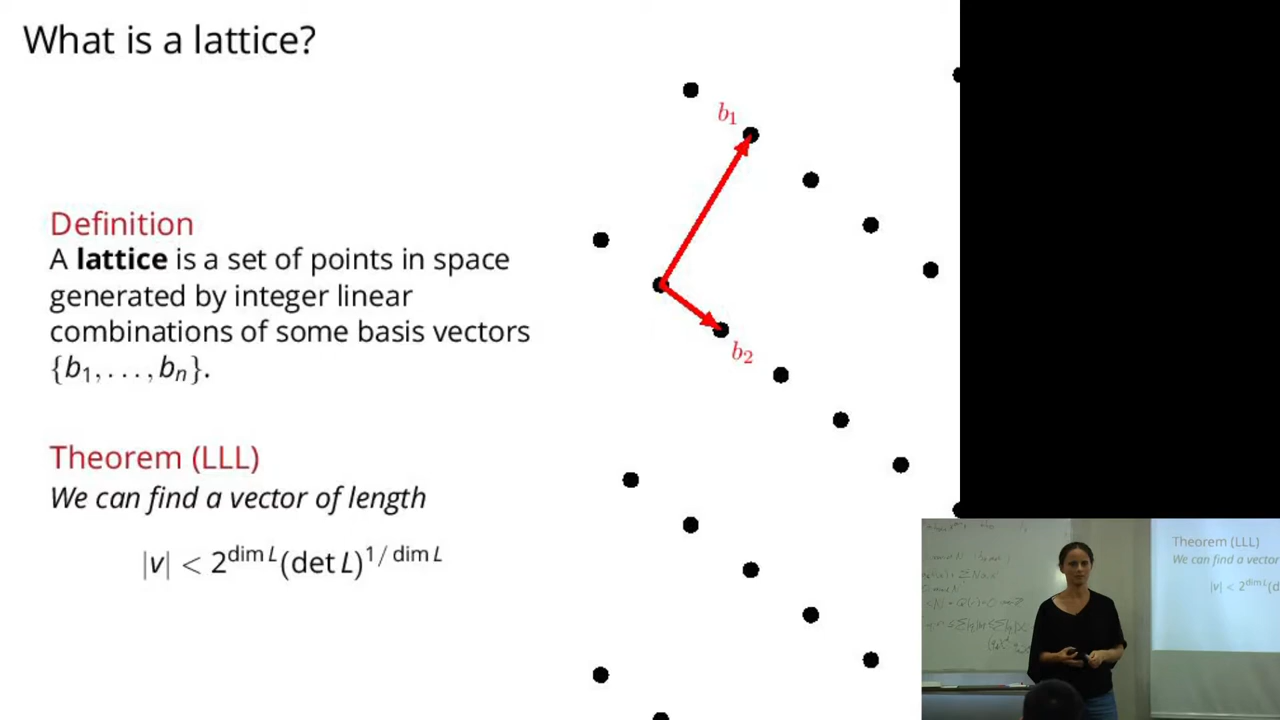 What is a lattice?
b₁
Definition
A lattice is a set of points in space
generated by integer linear
combinations of some basis vectors
{b₁, . . . , bₙ}.
b₂
Theorem (LLL)
We can find a vector of length
|v| < 2^{dim L}(det L)^{1/ dim L}
Theorem (LLL)
We can find a vector
|v| < 2^{dim L}(d